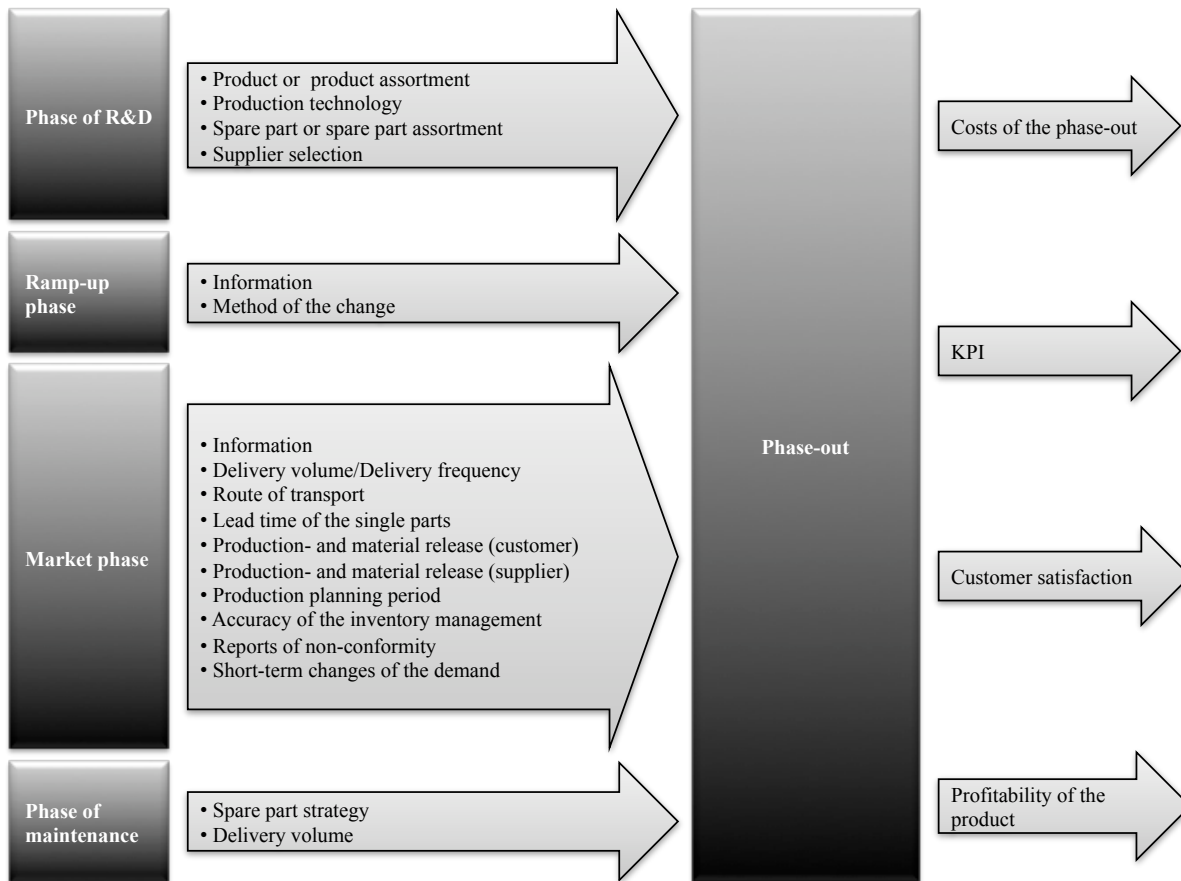 Phase of R&D
• Product or product assortment
• Production technology
• Spare part or spare part assortment
• Supplier selection
Ramp-up
phase
• Information
• Method of the change
Market phase
• Information
• Delivery volume/Delivery frequency
• Route of transport
• Lead time of the single parts
• Production- and material release (customer)
• Production- and material release (supplier)
• Production planning period
• Accuracy of the inventory management
• Reports of non-conformity
• Short-term changes of the demand
Phase of
maintenance
• Spare part strategy
• Delivery volume
Phase-out
Costs of the phase-out
KPI
Customer satisfaction
Profitability of the
product